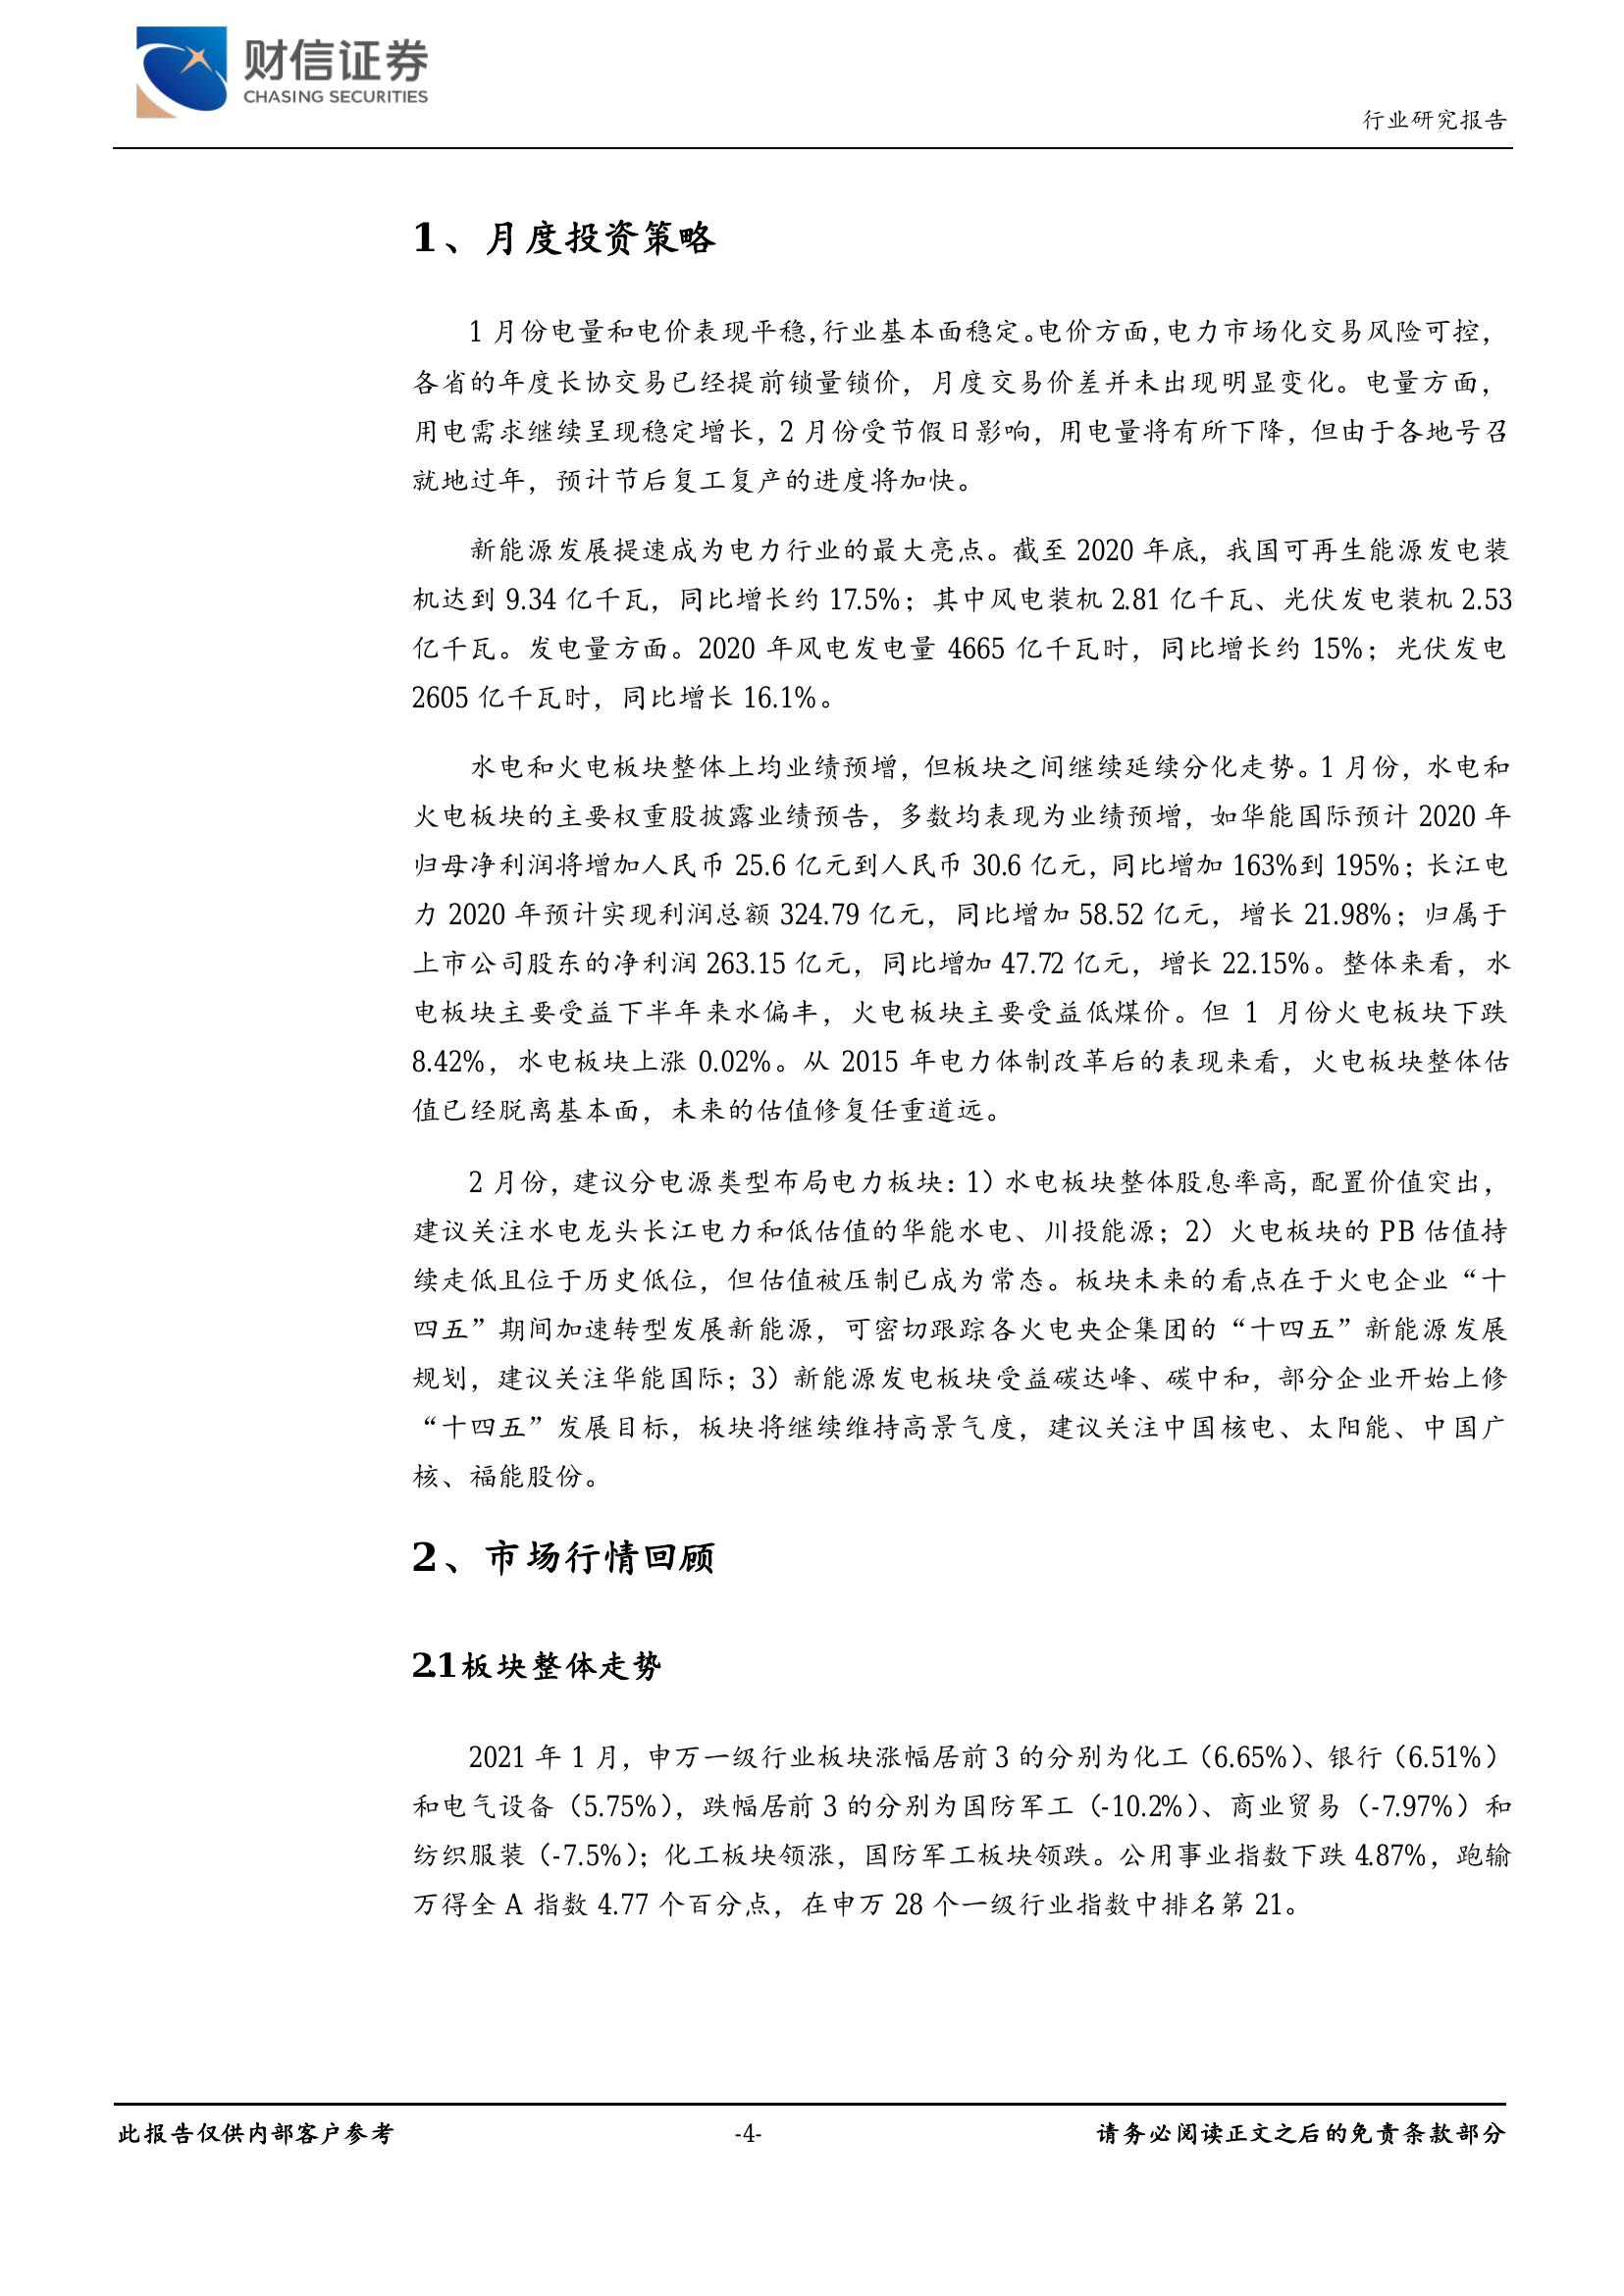 财信证券
CHASING SECURITIES
行业研究报告
1、月度投资策略
1 月份电量和电价表现平稳，行业基本面稳定。电价方面，电力市场化交易风险可控，
各省的年度长协交易已经提前锁量锁价，月度交易价差并未出现明显变化。电量方面，
用电需求继续呈现稳定增长，2 月份受节假日影响，用电量将有所下降，但由于各地号召
就地过年，预计节后复工复产的进度将加快。
新能源发展提速成为电力行业的最大亮点。截至 2020 年底，我国可再生能源发电装
机达到 9.34 亿千瓦，同比增长约 17.5%；其中风电装机 2.81 亿千瓦、光伏发电装机 2.53
亿千瓦。发电量方面。2020 年风电发电量 4665 亿千瓦时，同比增长约 15%；光伏发电
2605 亿千瓦时，同比增长 16.1%。
水电和火电板块整体上均业绩预增，但板块之间继续延续分化走势。1 月份，水电和
火电板块的主要权重股披露业绩预告，多数均表现为业绩预增，如华能国际预计 2020 年
归母净利润将增加人民币 25.6 亿元到人民币 30.6 亿元，同比增加 163%到 195%；长江电
力 2020 年预计实现利润总额 324.79 亿元，同比增加 58.52 亿元，增长 21.98%；归属于
上市公司股东的净利润 263.15 亿元，同比增加 47.72 亿元，增长 22.15%。整体来看，水
电板块主要受益下半年来水偏丰，火电板块主要受益低煤价。但 1 月份火电板块下跌
8.42%，水电板块上涨 0.02%。从 2015 年电力体制改革后的表现来看，火电板块整体估
值已经脱离基本面，未来的估值修复任重道远。
2 月份，建议分电源类型布局电力板块：1）水电板块整体股息率高，配置价值突出，
建议关注水电龙头长江电力和低估值的华能水电、川投能源；2）火电板块的 PB 估值持
续走低且位于历史低位，但估值被压制已成为常态。板块未来的看点在于火电企业“十
四五”期间加速转型发展新能源，可密切跟踪各火电央企集团的“十四五”新能源发展
规划，建议关注华能国际；3）新能源发电板块受益碳达峰、碳中和，部分企业开始上修
“十四五”发展目标，板块将继续维持高景气度，建议关注中国核电、太阳能、中国广
核、福能股份。
2、市场行情回顾
2.1 板块整体走势
2021 年 1 月，申万一级行业板块涨幅居前 3 的分别为化工（6.65%）、银行（6.51%）
和电气设备（5.75%），跌幅居前 3 的分别为国防军工（-10.2%）、商业贸易（-7.97%）和
纺织服装（-7.5%）；化工板块领涨，国防军工板块领跌。公用事业指数下跌 4.87%，跑输
万得全 A 指数 4.77 个百分点，在申万 28 个一级行业指数中排名第 21。
此报告仅供内部客户参考
-4-
请务必阅读正文之后的免责条款部分